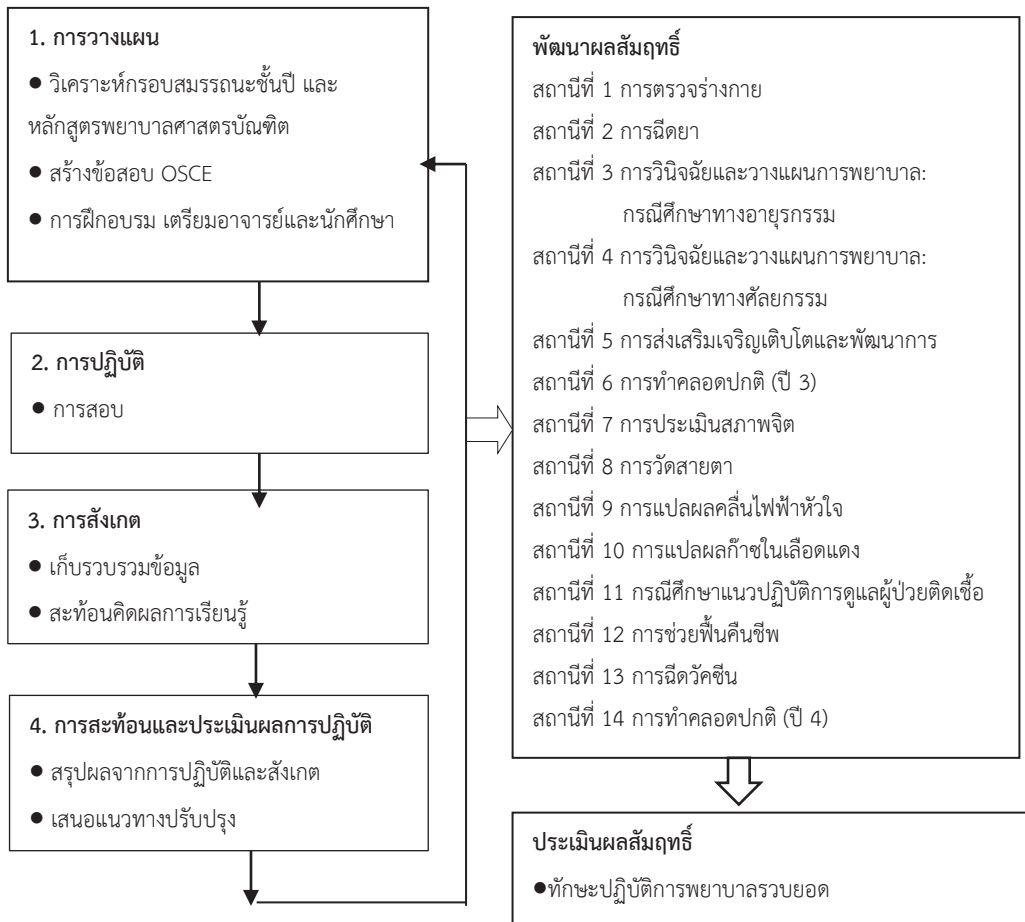 1. การวางแผน
● วิเคราะห์กรอบสมรรถนะชั้นปี และ
หลักสูตรพยาบาลศาสตรบัณฑิต
● สร้างข้อสอบ OSCE
● การฝึกอบรม เตรียมอาจารย์และนักศึกษา
2. การปฏิบัติ
● การสอบ
3. การสังเกต
● เก็บรวบรวมข้อมูล
● สะท้อนคิดผลการเรียนรู้
4. การสะท้อนและประเมินผลการปฏิบัติ
● สรุปผลจากการปฏิบัติและสังเกต
● เสนอแนวทางปรับปรุง
พัฒนาผลสัมฤทธิ์
สถานีที่ 1 การตรวจร่างกาย
สถานีที่ 2 การฉีดยา
สถานีที่ 3 การวินิจฉัยและวางแผนการพยาบาล:
กรณีศึกษาทางอายุรกรรม
สถานีที่ 4 การวินิจฉัยและวางแผนการพยาบาล:
กรณีศึกษาทางศัลยกรรม
สถานีที่ 5 การส่งเสริมเจริญเติบโตและพัฒนาการ
สถานีที่ 6 การทำคลอดปกติ (ปี 3)
สถานีที่ 7 การประเมินสภาพจิต
สถานีที่ 8 การวัดสายตา
สถานีที่ 9 การแปลผลคลื่นไฟฟ้าหัวใจ
สถานีที่ 10 การแปลผลก๊าซในเลือดแดง
สถานีที่ 11 กรณีศึกษาแนวปฏิบัติการดูแลผู้ป่วยติดเชื้อ
สถานีที่ 12 การช่วยฟื้นคืนชีพ
สถานีที่ 13 การฉีดวัคซีน
สถานีที่ 14 การทำคลอดปกติ (ปี 4)
ประเมินผลสัมฤทธิ์
●ทักษะปฏิบัติการพยาบาลรวบยอด